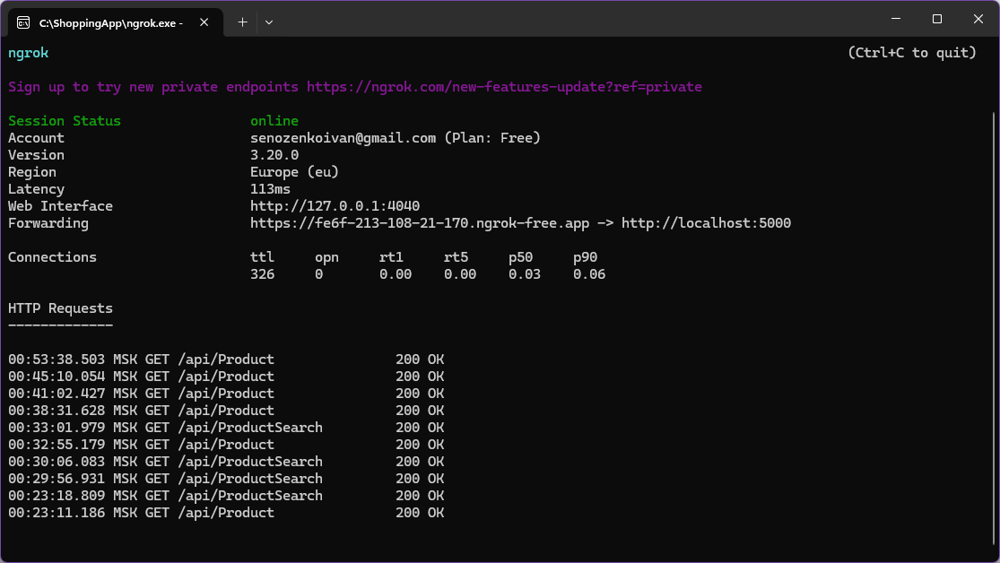 C:\ShoppingApp\ngrok.exe -
ngrok (Ctrl+C to quit)
Sign up to try new private endpoints https://ngrok.com/new-features-update?ref=private
Session Status online
Account senozenkoivan@gmail.com (Plan: Free)
Version 3.20.0
Region Europe (eu)
Latency 113ms
Web Interface http://127.0.0.1:4040
Forwarding https://fe6f-213-108-21-170.ngrok-free.app -> http://localhost:5000
Connections ttl opn rt1 rt5 p50 p90
326 0 0.00 0.00 0.03 0.06
HTTP Requests
-------------
00:53:38.503 MSK GET /api/Product 200 OK
00:45:10.054 MSK GET /api/Product 200 OK
00:41:02.427 MSK GET /api/Product 200 OK
00:38:31.628 MSK GET /api/Product 200 OK
00:33:01.979 MSK GET /api/ProductSearch 200 OK
00:32:55.179 MSK GET /api/Product 200 OK
00:30:06.083 MSK GET /api/ProductSearch 200 OK
00:29:56.931 MSK GET /api/ProductSearch 200 OK
00:23:18.809 MSK GET /api/ProductSearch 200 OK
00:23:11.186 MSK GET /api/Product 200 OK